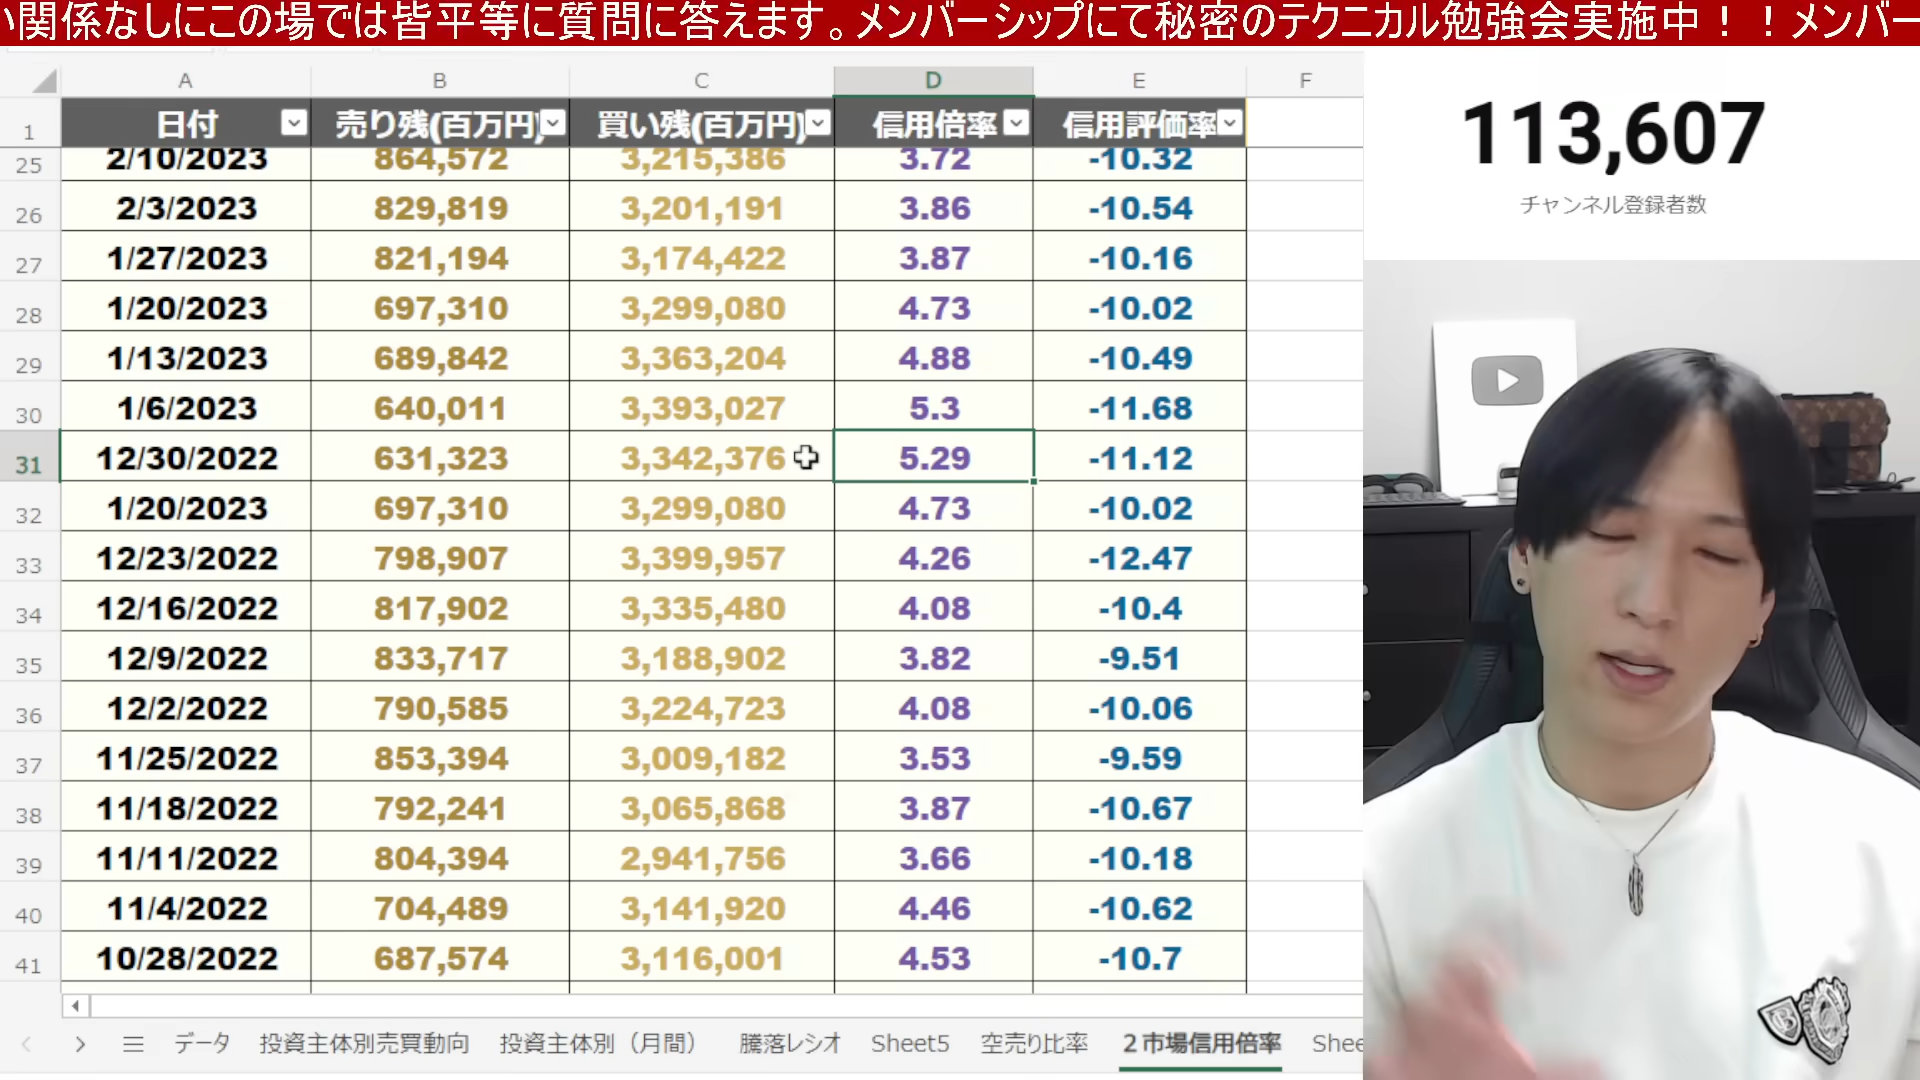 い関係なしにこの場では皆平等に質問に答えます。メンバーシップにて秘密のテクニカル勉強会実施中！！メンバー
A B C D E F
1 日付 売り残(百万円) 買い残(百万円) 信用倍率 信用評価率
25 2/10/2023 864,572 3,215,386 3.72 -10.32
26 2/3/2023 829,819 3,201,191 3.86 -10.54
27 1/27/2023 821,194 3,174,422 3.87 -10.16
28 1/20/2023 697,310 3,299,080 4.73 -10.02
29 1/13/2023 689,842 3,363,204 4.88 -10.49
30 1/6/2023 640,011 3,393,027 5.3 -11.68
31 12/30/2022 631,323 3,342,376 5.29 -11.12
32 1/20/2023 697,310 3,299,080 4.73 -10.02
33 12/23/2022 798,907 3,399,957 4.26 -12.47
34 12/16/2022 817,902 3,335,480 4.08 -10.4
35 12/9/2022 833,717 3,188,902 3.82 -9.51
36 12/2/2022 790,585 3,224,723 4.08 -10.06
37 11/25/2022 853,394 3,009,182 3.53 -9.59
38 11/18/2022 792,241 3,065,868 3.87 -10.67
39 11/11/2022 804,394 2,941,756 3.66 -10.18
40 11/4/2022 704,489 3,141,920 4.46 -10.62
41 10/28/2022 687,574 3,116,001 4.53 -10.7
データ 投資主体別売買動向 投資主体別（月間） 騰落レシオ Sheet5 空売り比率 ２市場信用倍率 Shee
113,607
チャンネル登録者数